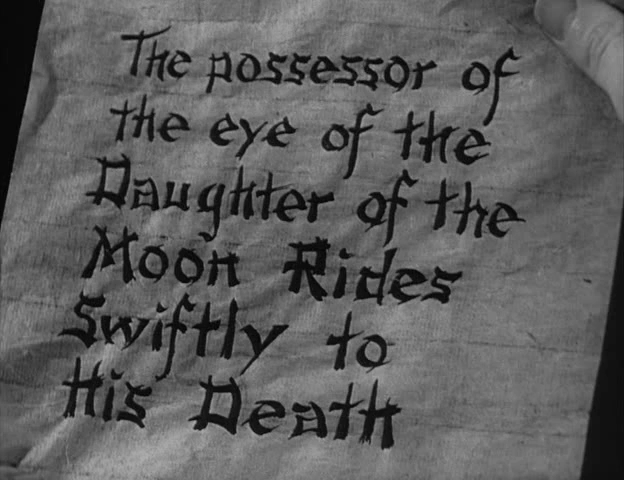 The possessor of
the eye of the
Daughter of the
Moon Rides
Swiftly to
His Death